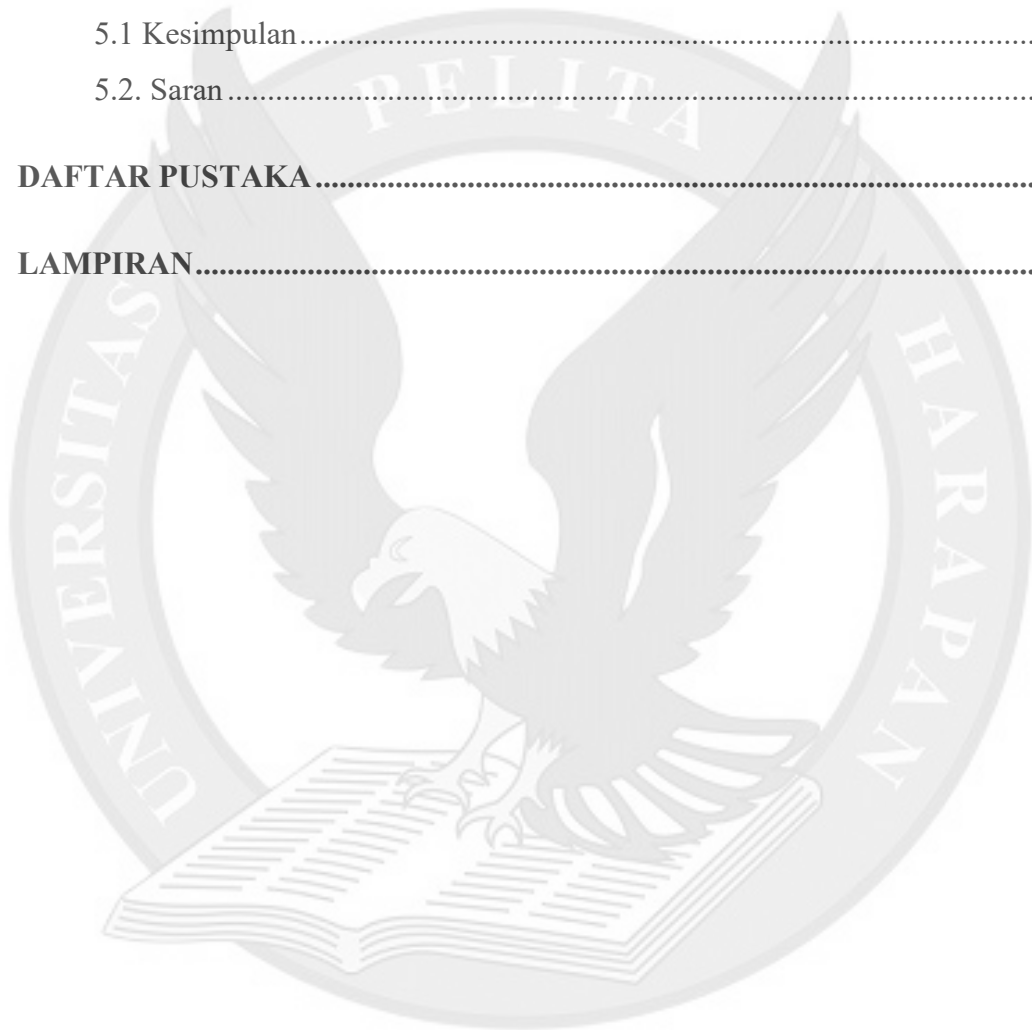 5.1 Kesimpulan........................................................................................................
5.2. Saran....................................................................................................................
DAFTAR PUSTAKA.................................................................................................
LAMPIRAN.................................................................................................................
UNIVERSITAS PELITA HARAPAN